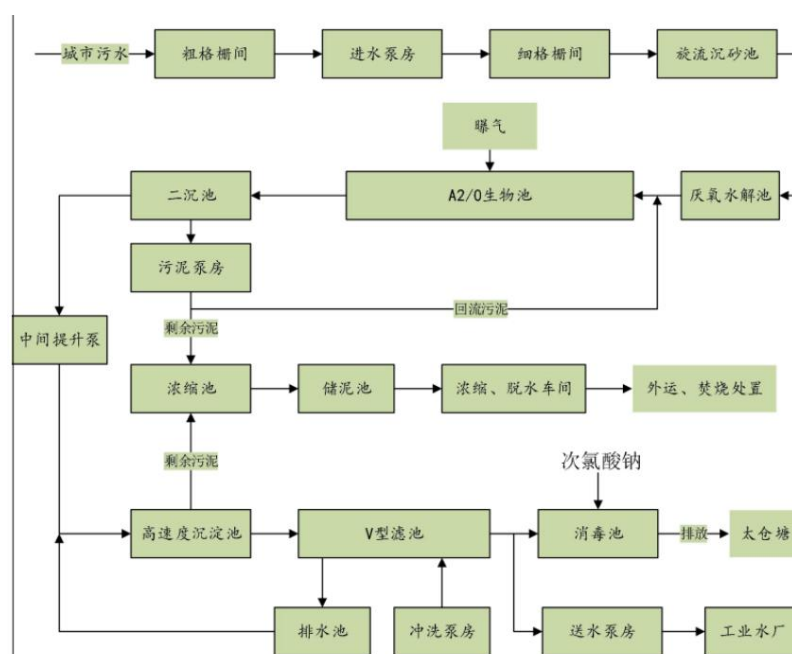 城市污水
粗格栅间
进水泵房
细格栅间
旋流沉砂池
曝气
二沉池
A2/O生物池
厌氧水解池
污泥泵房
回流污泥
剩余污泥
中间提升泵
浓缩池
储泥池
浓缩、脱水车间
外运、焚烧处置
剩余污泥
次氯酸钠
高速度沉淀池
V型滤池
消毒池
排放
太仓塘
排水池
冲洗泵房
送水泵房
工业水厂